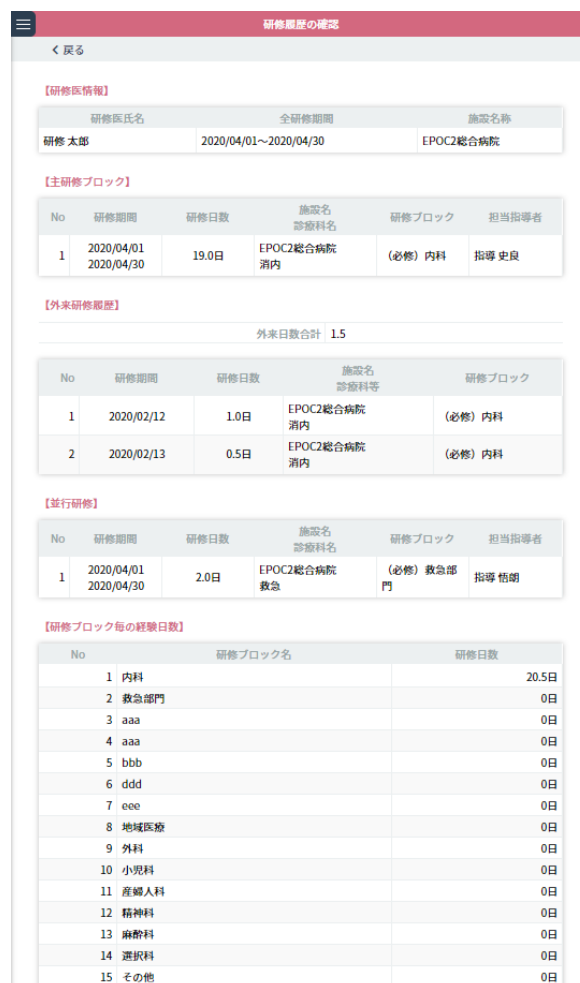 研修履歴の確認
戻る
【研修医情報】
研修医氏名 全研修期間 施設名称
研修 太郎 2020/04/01～2020/04/30 EPOC2総合病院
【主研修ブロック】
No 研修期間 研修日数 施設名 診療科名 研修ブロック 担当指導者
1 2020/04/01 2020/04/30 19.0日 EPOC2総合病院 消内 （必修）内科 指導 史良
【外来研修履歴】
外来日数合計 1.5
No 研修期間 研修日数 施設名 診療科等 研修ブロック
1 2020/02/12 1.0日 EPOC2総合病院 消内 （必修）内科
2 2020/02/13 0.5日 EPOC2総合病院 消内 （必修）内科
【並行研修】
No 研修期間 研修日数 施設名 診療科名 研修ブロック 担当指導者
1 2020/04/01 2020/04/30 2.0日 EPOC2総合病院 救急 （必修）救急部門 指導 悟朗
【研修ブロック毎の経験日数】
No 研修ブロック名 研修日数
1 内科 20.5日
2 救急部門 0日
3 aaa 0日
4 aaa 0日
5 bbb 0日
6 ddd 0日
7 eee 0日
8 地域医療 0日
9 外科 0日
10 小児科 0日
11 産婦人科 0日
12 精神科 0日
13 麻酔科 0日
14 選択科 0日
15 その他 0日